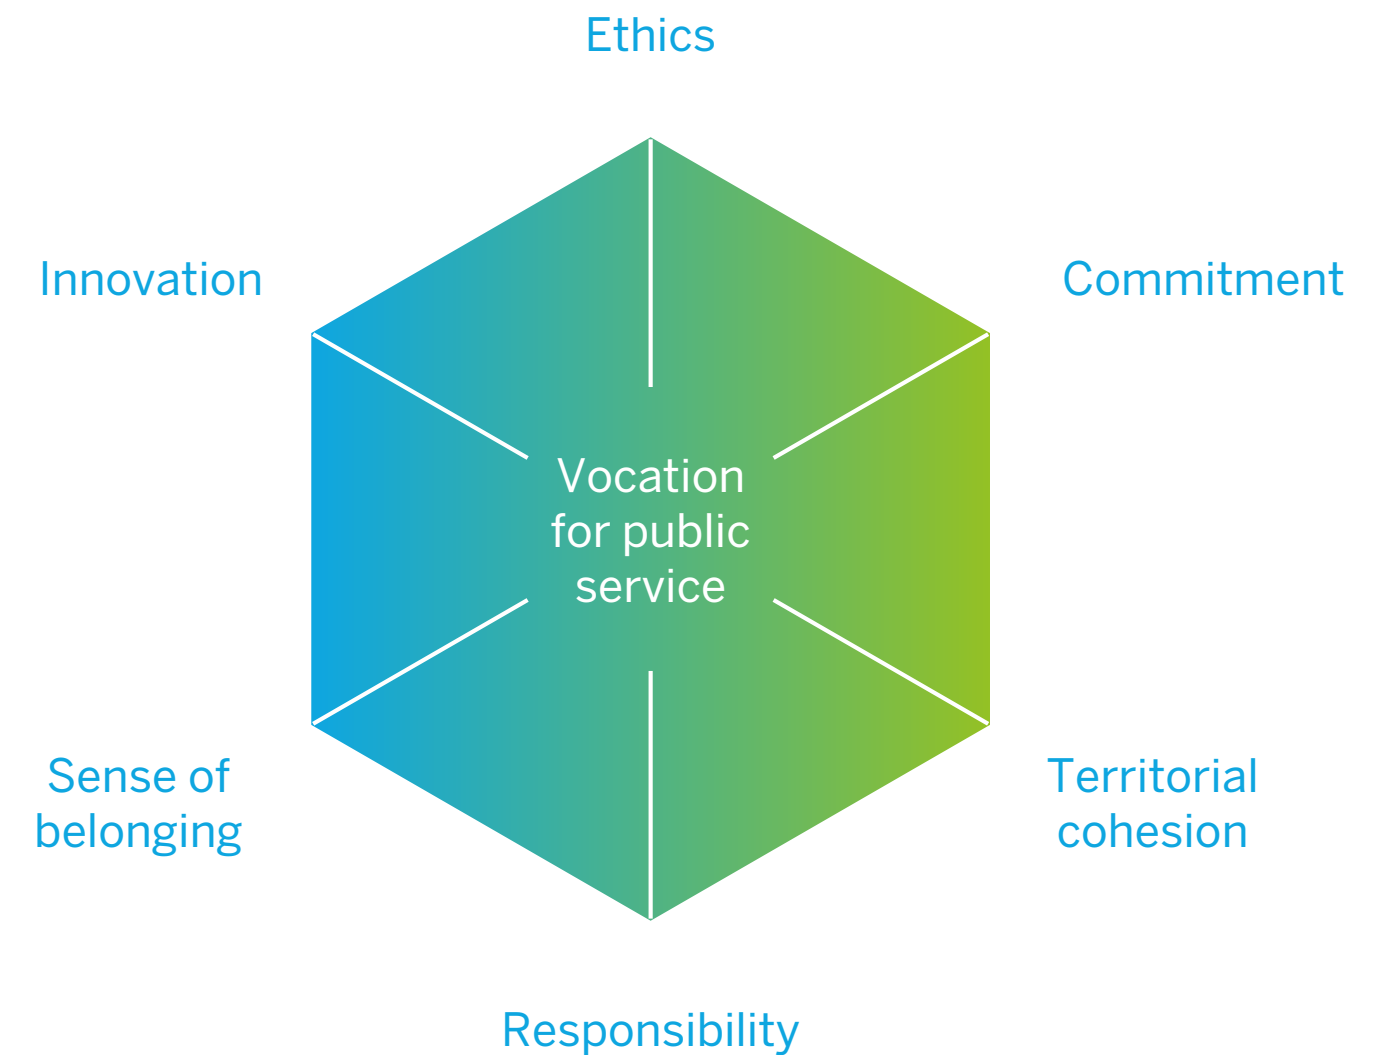 Ethics
Innovation
Commitment
Vocation
for public
service
Sense of
belonging
Territorial
cohesion
Responsibility